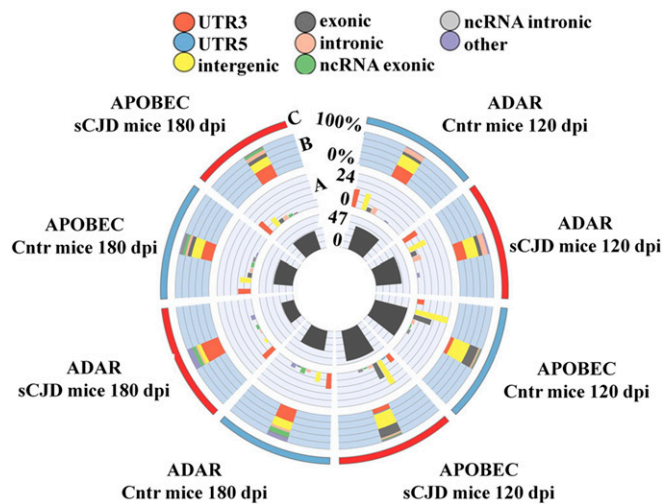 UTR3
exonic
ncRNA intronic
UTR5
intronic
other
intergenic
ncRNA exonic
APOBEC
sCJD mice 180 dpi
C
100%
ADAR
Cntr mice 120 dpi
B
0%
24
A
0
47
0
APOBEC
Cntr mice 180 dpi
ADAR
sCJD mice 120 dpi
ADAR
sCJD mice 180 dpi
APOBEC
Cntr mice 120 dpi
ADAR
Cntr mice 180 dpi
APOBEC
sCJD mice 120 dpi